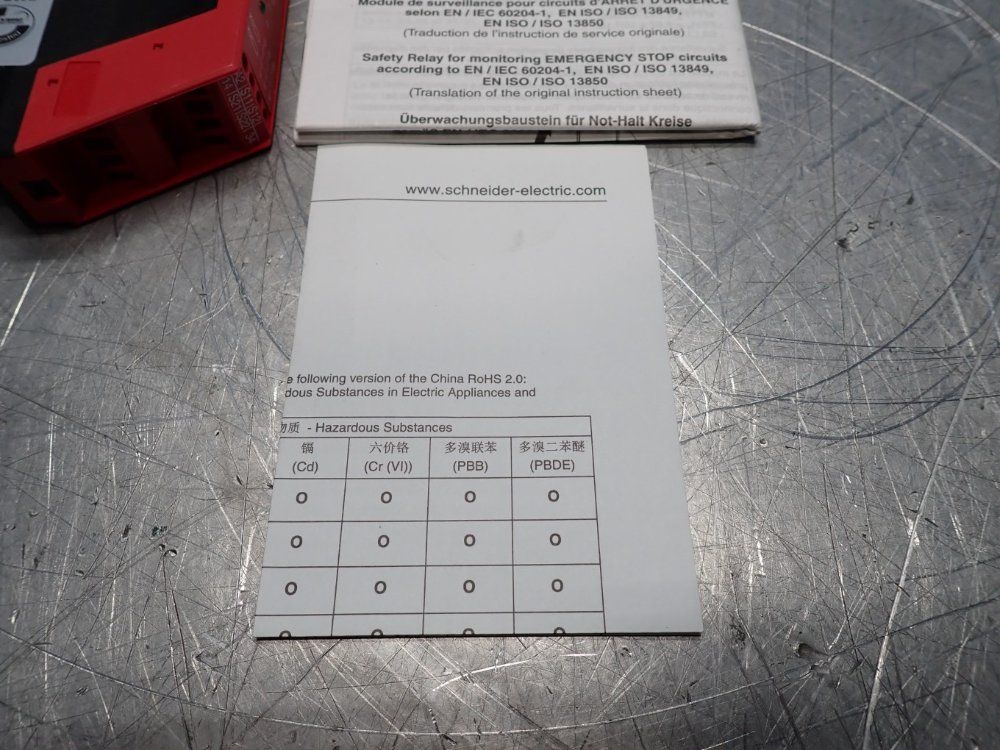 Module de surveillance pour circuits d'ARRÊT D'URGENCE
selon EN / IEC 60204-1, EN ISO / ISO 13849,
EN ISO / ISO 13850
(Traduction de l'instruction de service originale)
Safety Relay for monitoring EMERGENCY STOP circuits
according to EN / IEC 60204-1, EN ISO / ISO 13849,
EN ISO / ISO 13850
(Translation of the original instruction sheet)
Überwachungsbaustein für Not-Halt Kreise
www.schneider-electric.com
e following version of the China RoHS 2.0:
dous Substances in Electric Appliances and
物质 - Hazardous Substances
镉 六价铬 多溴联苯 多溴二苯醚
(Cd) (Cr (VI)) (PBB) (PBDE)
O O O O
O O O O
O O O O
O O O O